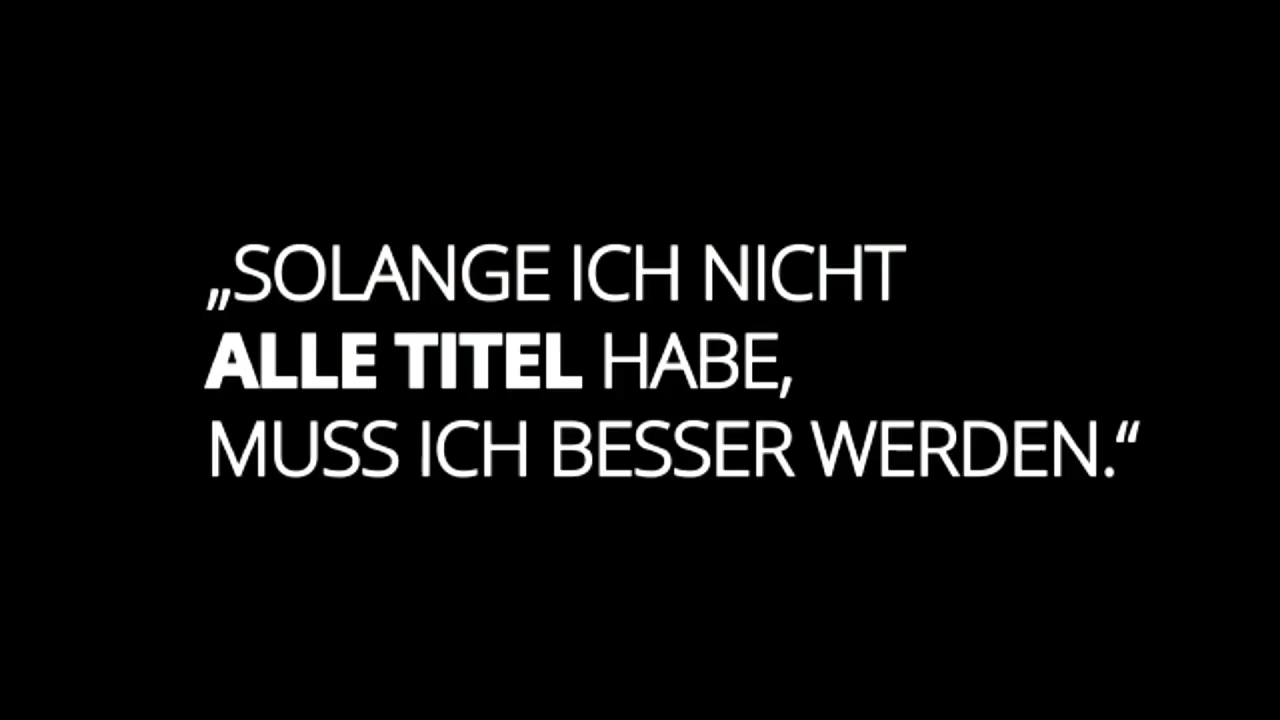 „SOLANGE ICH NICHT
ALLE TITEL HABE,
MUSS ICH BESSER WERDEN.“